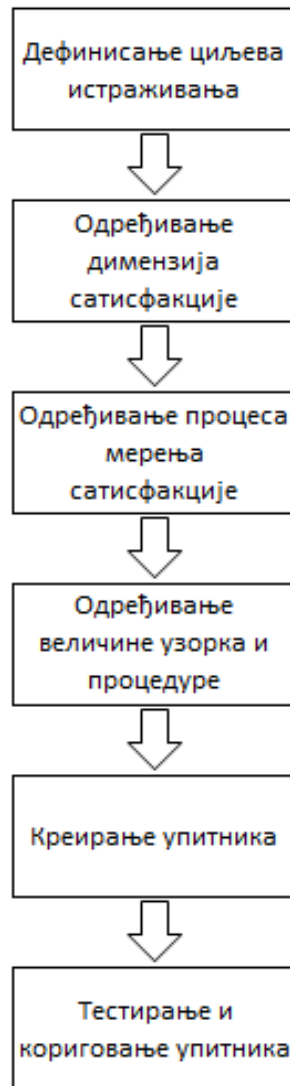 Дефинисање циљева
истраживања
Одређивање
димензија
сатисфакције
Одређивање процеса
мерења
сатисфакције
Одређивање
величине узорка и
процедуре
Креирање упитника
Тестирање и
кориговање упитника